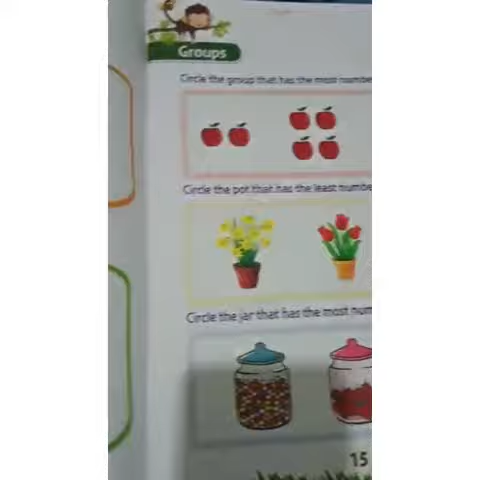 Groups
Circle the group that has the most numbe
Circle the pot that has the least numbe
Circle the jar that has the most num
15